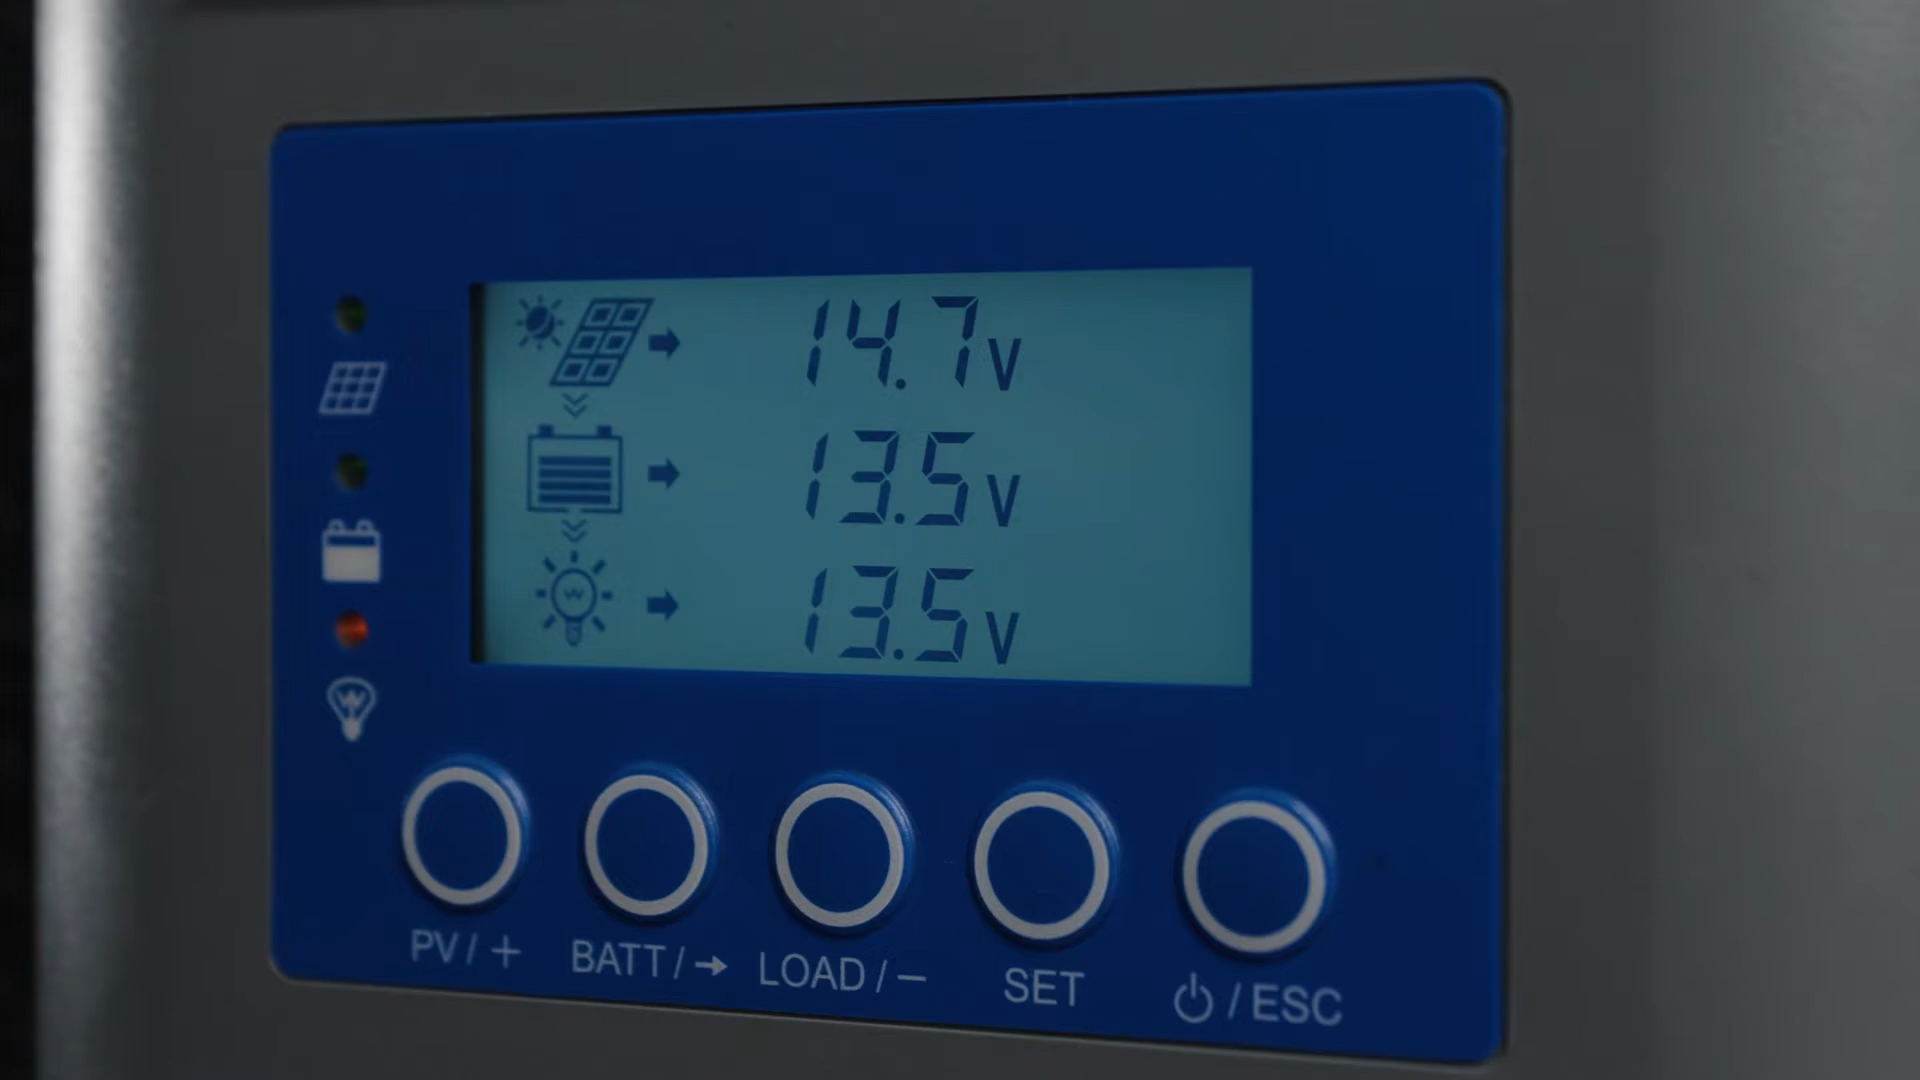 14.7V
13.5V
13.5V
PV / +
BATT / →
LOAD / −
SET
⏻ / ESC